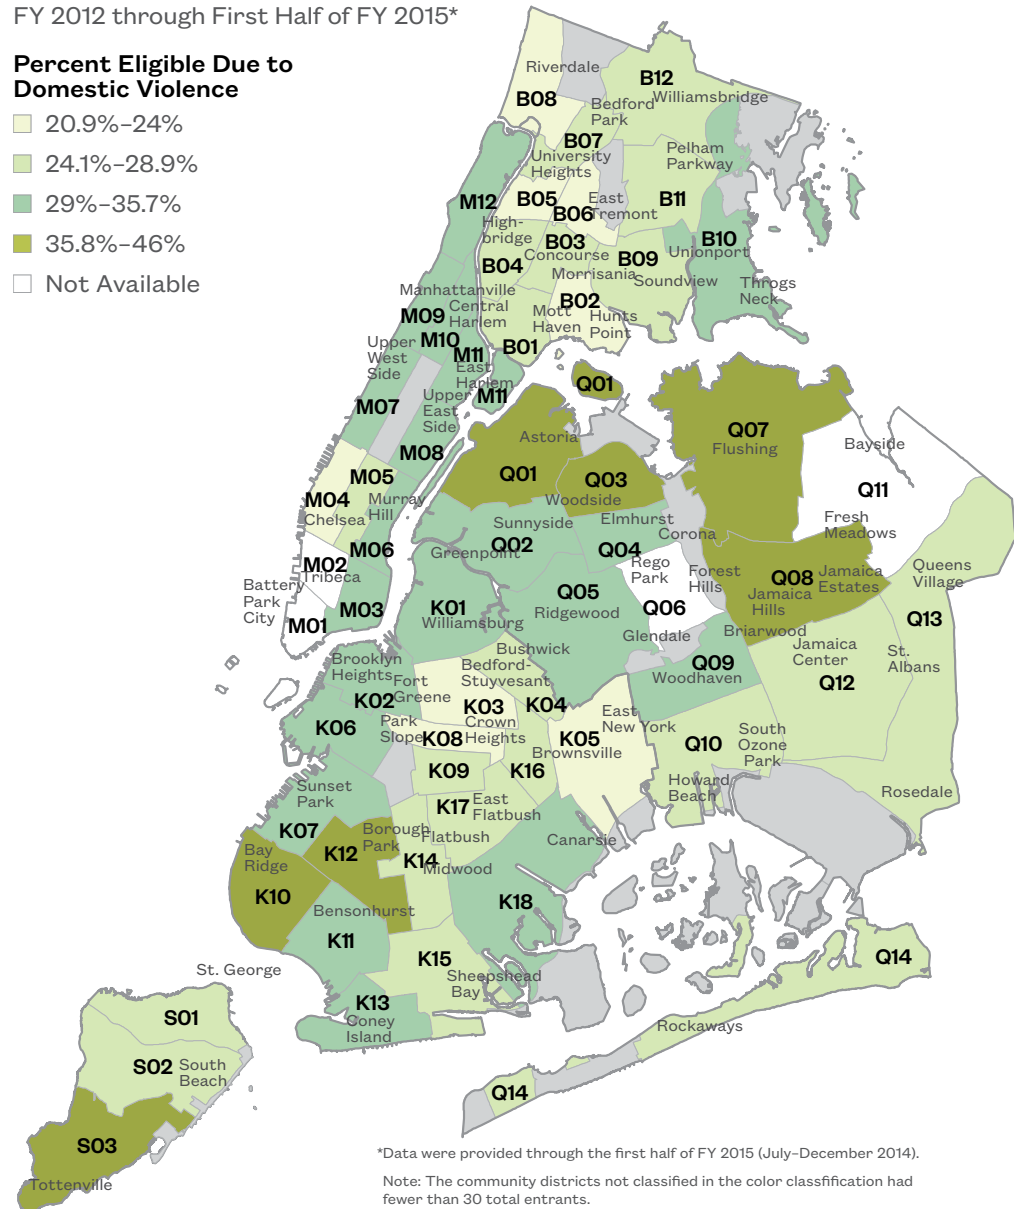 FY 2012 through First Half of FY 2015*
Percent Eligible Due to
Domestic Violence
20.9%–24%
24.1%–28.9%
29%–35.7%
35.8%–46%
Not Available
Riverdale
B08
B12
Williamsbridge
Bedford
Park
B07
University
Heights
Pelham
Parkway
M12
B05
B06
East
Tremont
B11
High-
bridge
B03
Concourse
B10
Unionport
B04
Morrisania
B09
Soundview
Throgs
Neck
Manhattanville
Central
Harlem
M09
B02
Mott
Haven
Hunts
Point
M10
Upper
West
Side
M11
B01
East
Harlem
M11
Q01
Upper
East
Side
M07
M08
Astoria
Q07
Flushing
Bayside
Q01
Q03
Woodside
M05
Murray
Hill
M04
Chelsea
Q11
Sunnyside
Elmhurst
Corona
Fresh
Meadows
M06
Greenpoint
Q02
Q04
M02
Tribeca
Rego
Park
Forest
Hills
Q08
Jamaica
Estates
Jamaica
Hills
Queens
Village
Battery
Park
City
M03
M01
K01
Williamsburg
Q05
Ridgewood
Q06
Glendale
Briarwood
Q13
Bushwick
Jamaica
Center
St.
Albans
Brooklyn
Heights
Bedford-
Stuyvesant
Q09
Woodhaven
Q12
Fort
Greene
K02
K03
K04
K06
Park
Slope
Crown
Heights
K08
East
New York
K05
Brownsville
Q10
South
Ozone
Park
K09
K16
Howard
Beach
Rosedale
Sunset
Park
K17
East
Flatbush
K07
Borough
Park
Flatbush
Canarsie
Bay
Ridge
K12
K14
Midwood
K10
K18
Bensonhurst
K11
K15
Sheepshead
Bay
Q14
St. George
K13
Coney
Island
S01
Rockaways
S02
South
Beach
Q14
S03
Tottenville
*Data were provided through the first half of FY 2015 (July–December 2014).
Note: The community districts not classified in the color classfification had
fewer than 30 total entrants.